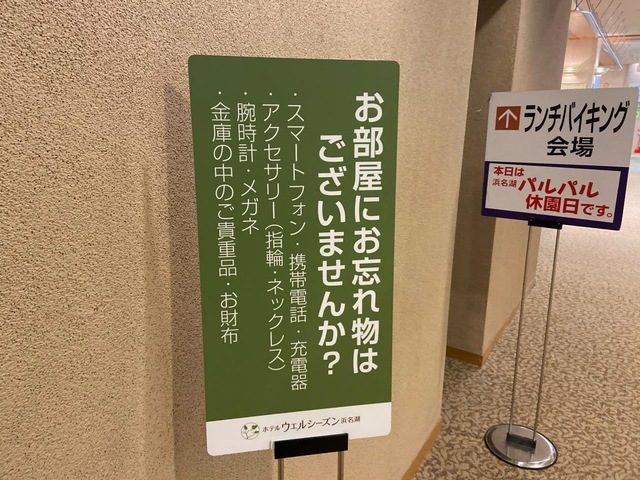 お部屋にお忘れ物は
ございませんか？
・スマートフォン・携帯電話・充電器
・アクセサリー（指輪・ネックレス）
・腕時計・メガネ
・金庫の中のご貴重品・お財布
ホテル ウェルシーズン 浜名湖
↑ ランチバイキング
会場
本日は
浜名湖 パルパル
休園日です。